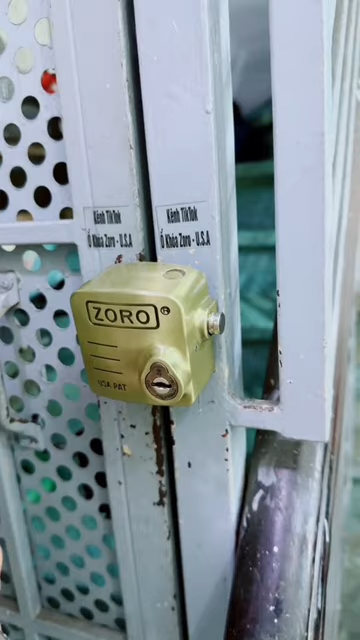 Kênh TikTok
Ổ Khóa Zoro - U.S.A
Kênh TikTok
Ổ Khóa Zoro - U.S.A
ZORO ®
USA PAT